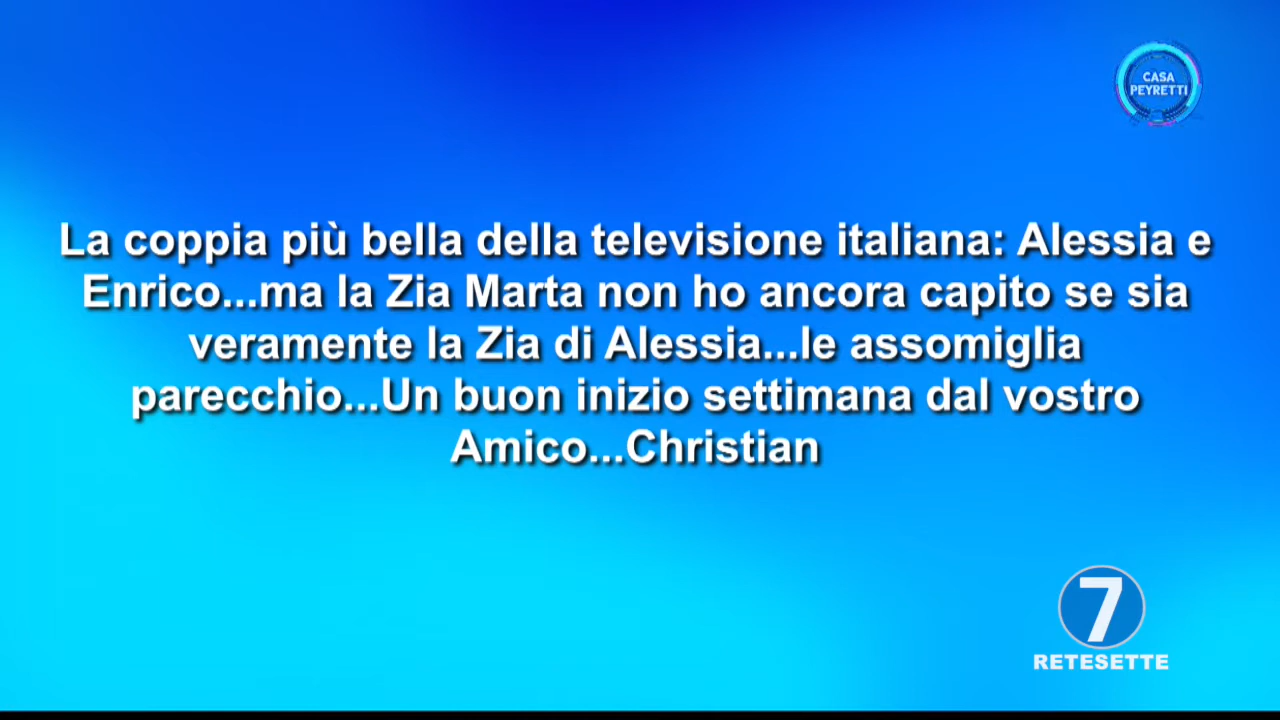 CASA
PEYRETTI
La coppia più bella della televisione italiana: Alessia e
Enrico...ma la Zia Marta non ho ancora capito se sia
veramente la Zia di Alessia...le assomiglia
parecchio...Un buon inizio settimana dal vostro
Amico...Christian
7
RETESETTE